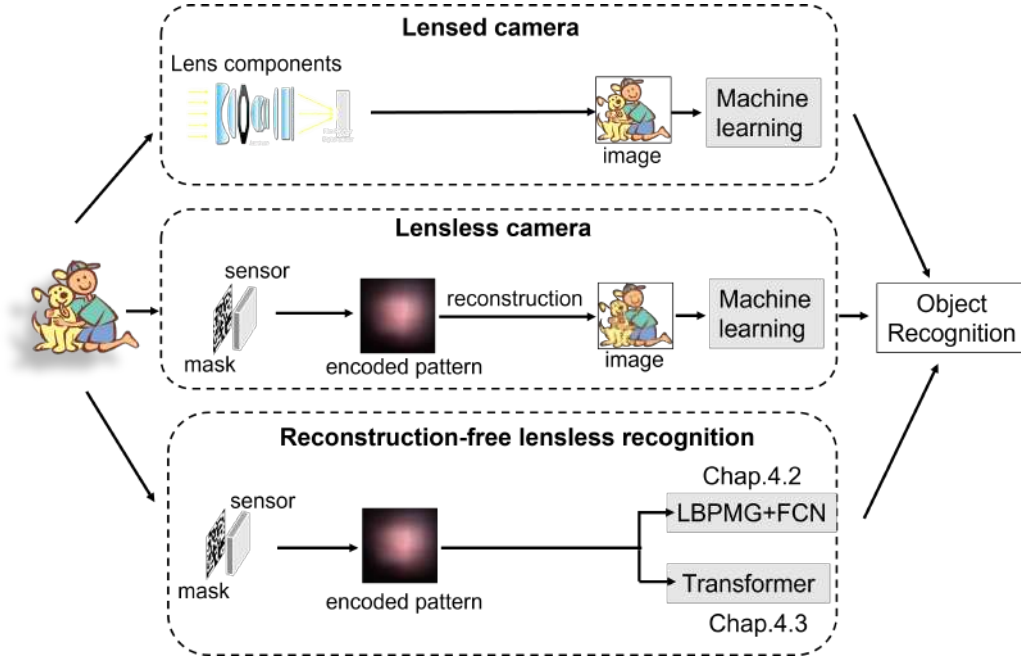 Lensed camera
Lens components
image
Machine
learning
Lensless camera
sensor
mask
encoded pattern
reconstruction
image
Machine
learning
Object
Recognition
Reconstruction-free lensless recognition
sensor
mask
encoded pattern
Chap.4.2
LBPMG+FCN
Transformer
Chap.4.3